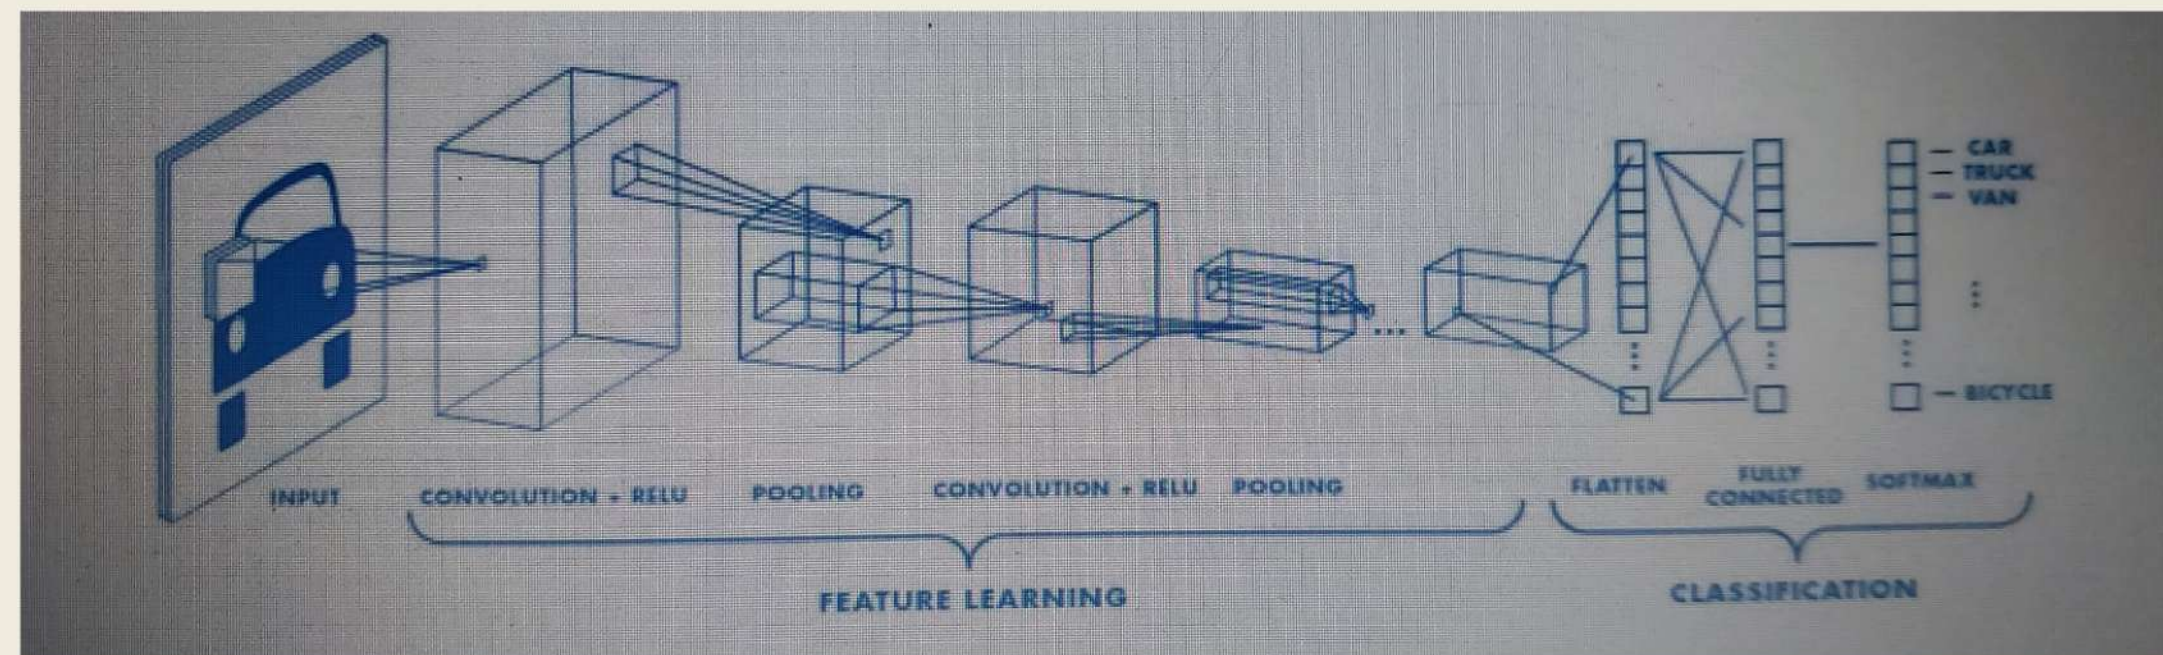 CAR
TRUCK
VAN
BICYCLE
INPUT
CONVOLUTION + RELU
POOLING
CONVOLUTION + RELU
POOLING
FLATTEN
FULLY
CONNECTED
SOFTMAX
FEATURE LEARNING
CLASSIFICATION